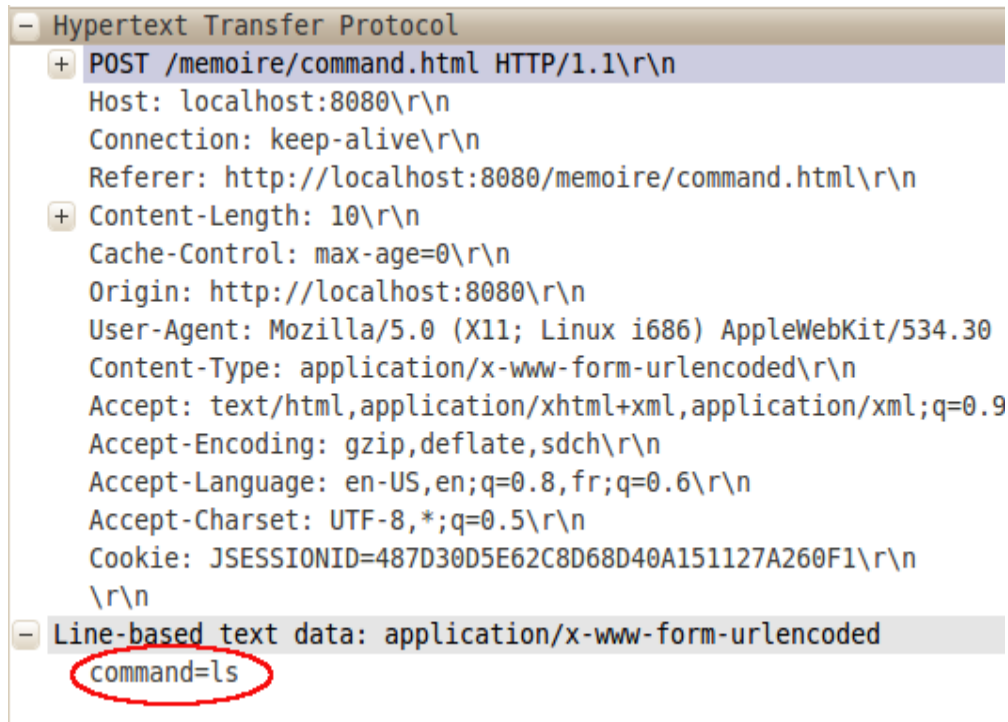 Hypertext Transfer Protocol
POST /memoire/command.html HTTP/1.1\r\n
Host: localhost:8080\r\n
Connection: keep-alive\r\n
Referer: http://localhost:8080/memoire/command.html\r\n
Content-Length: 10\r\n
Cache-Control: max-age=0\r\n
Origin: http://localhost:8080\r\n
User-Agent: Mozilla/5.0 (X11; Linux i686) AppleWebKit/534.30
Content-Type: application/x-www-form-urlencoded\r\n
Accept: text/html,application/xhtml+xml,application/xml;q=0.9
Accept-Encoding: gzip,deflate,sdch\r\n
Accept-Language: en-US,en;q=0.8,fr;q=0.6\r\n
Accept-Charset: UTF-8,*;q=0.5\r\n
Cookie: JSESSIONID=487D30D5E62C8D68D40A151127A260F1\r\n
\r\n
Line-based text data: application/x-www-form-urlencoded
command=ls